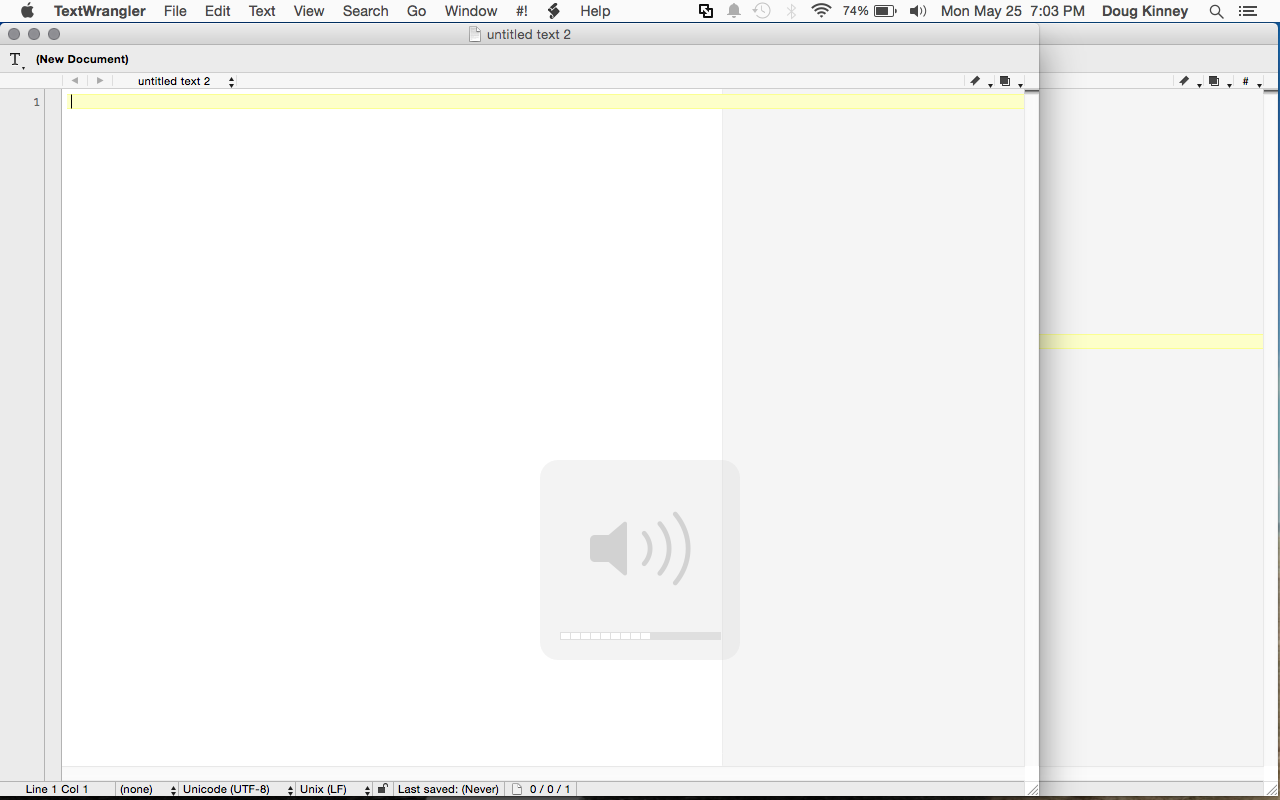 TextWrangler File Edit Text View Search Go Window #! Help 74% Mon May 25 7:03 PM Doug Kinney
untitled text 2
T (New Document)
untitled text 2 #
1
Line 1 Col 1 (none) Unicode (UTF-8) Unix (LF) Last saved: (Never) 0 / 0 / 1